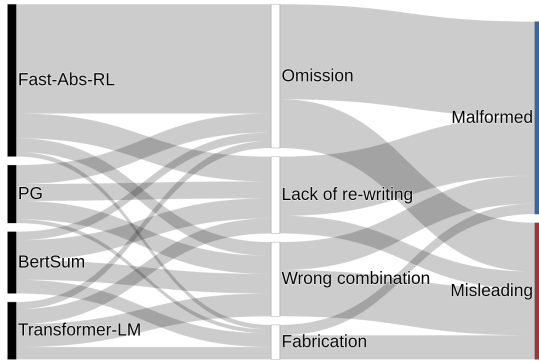 Fast-Abs-RL
PG
BertSum
Transformer-LM
Omission
Lack of re-writing
Wrong combination
Fabrication
Malformed
Misleading